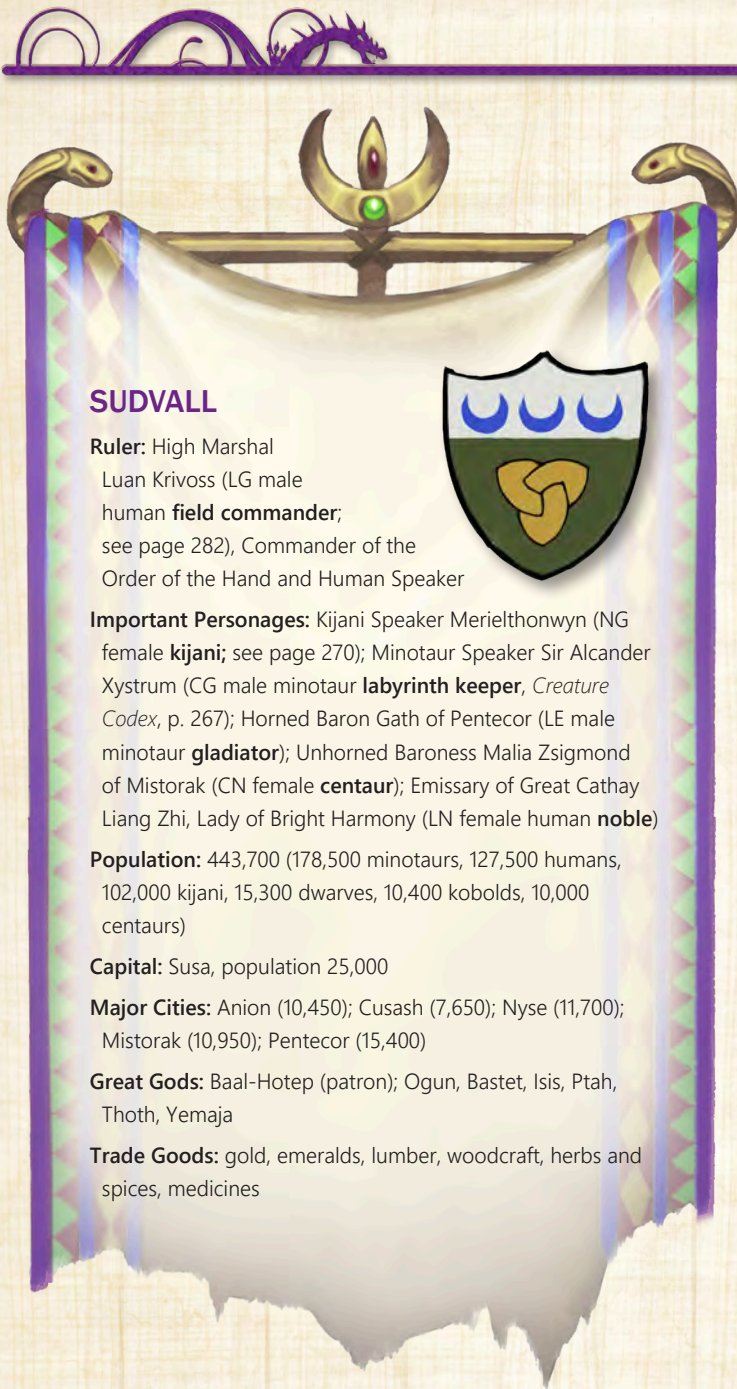 SUDVALL
Ruler: High Marshal
Luan Krivoss (LG male
human field commander;
see page 282), Commander of the
Order of the Hand and Human Speaker
Important Personages: Kijani Speaker Merielthonwyn (NG
female kijani; see page 270); Minotaur Speaker Sir Alcander
Xystrum (CG male minotaur labyrinth keeper, Creature
Codex, p. 267); Horned Baron Gath of Pentecor (LE male
minotaur gladiator); Unhorned Baroness Malia Zsigmond
of Mistorak (CN female centaur); Emissary of Great Cathay
Liang Zhi, Lady of Bright Harmony (LN female human noble)
Population: 443,700 (178,500 minotaurs, 127,500 humans,
102,000 kijani, 15,300 dwarves, 10,400 kobolds, 10,000
centaurs)
Capital: Susa, population 25,000
Major Cities: Anion (10,450); Cusash (7,650); Nyse (11,700);
Mistorak (10,950); Pentecor (15,400)
Great Gods: Baal-Hotep (patron); Ogun, Bastet, Isis, Ptah,
Thoth, Yemaja
Trade Goods: gold, emeralds, lumber, woodcraft, herbs and
spices, medicines